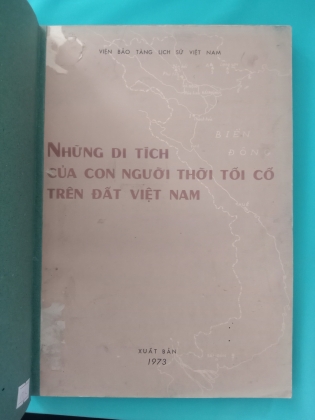 VIỆN BẢO TÀNG LỊCH SỬ VIỆT NAM
BIỂN
ĐÔNG
NHỮNG DI TÍCH
CỦA CON NGƯỜI THỜI TỐI CỔ
TRÊN ĐẤT VIỆT NAM
XUẤT BẢN
1973